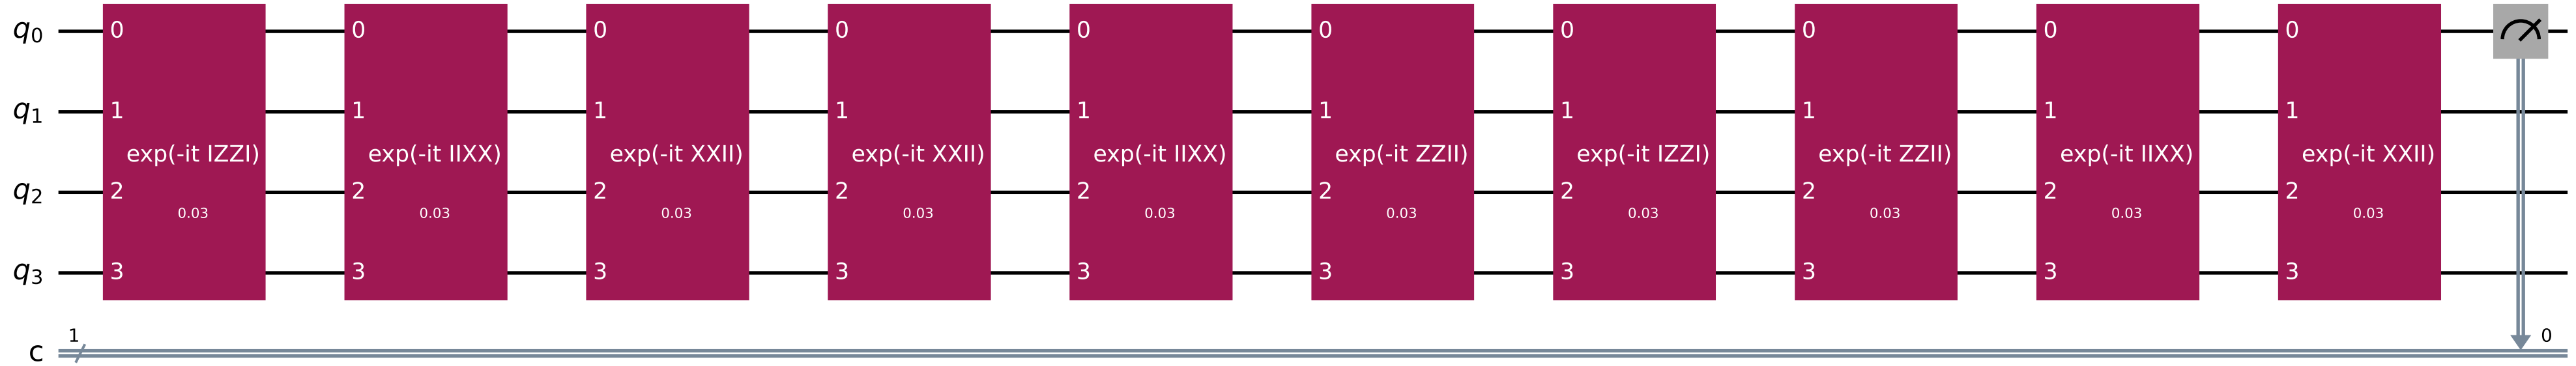 q0 0 0 0 0 0 0 0 0 0 0
q1 1 1 1 1 1 1 1 1 1 1
exp(-it IZZI) exp(-it IIXX) exp(-it XXII) exp(-it XXII) exp(-it IIXX) exp(-it ZZII) exp(-it IZZI) exp(-it ZZII) exp(-it IIXX) exp(-it XXII)
q2 2 2 2 2 2 2 2 2 2 2
0.03 0.03 0.03 0.03 0.03 0.03 0.03 0.03 0.03 0.03
q3 3 3 3 3 3 3 3 3 3 3
1 0
c